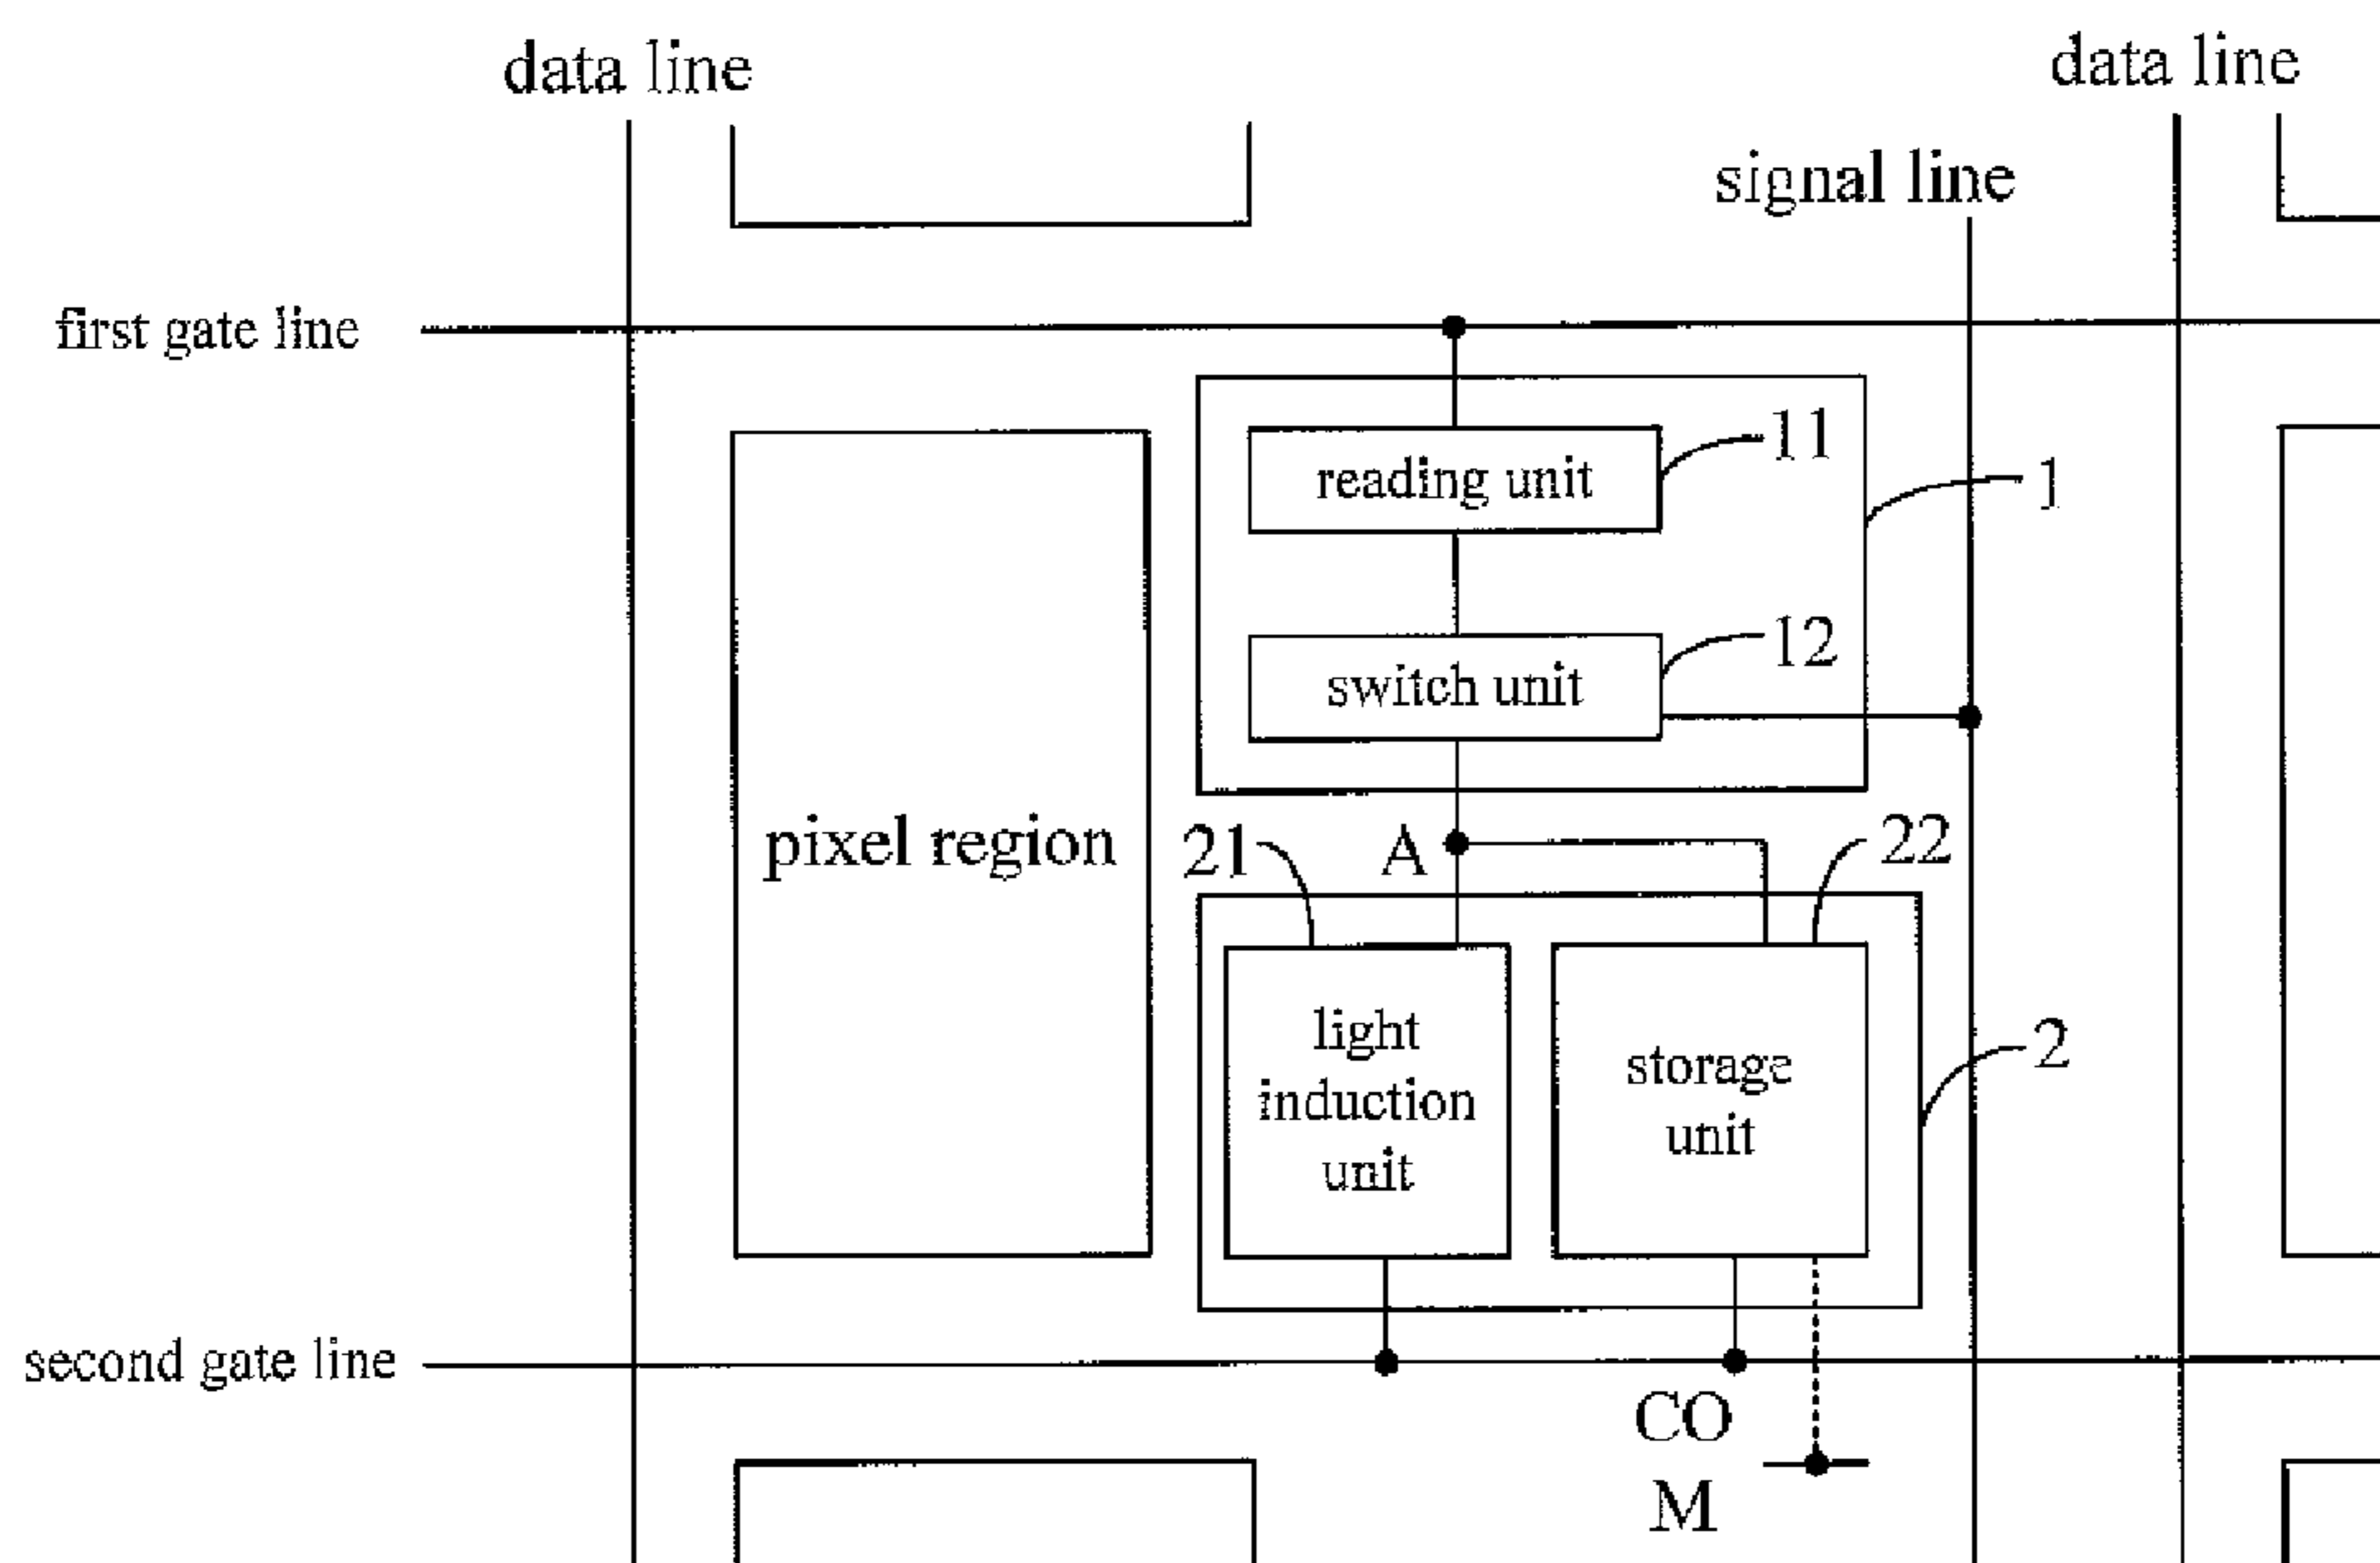 data line
data line
signal line
first gate line
11
reading unit
1
12
switch unit
pixel region
21
A
22
light
induction
unit
storage
unit
2
second gate line
CO
M